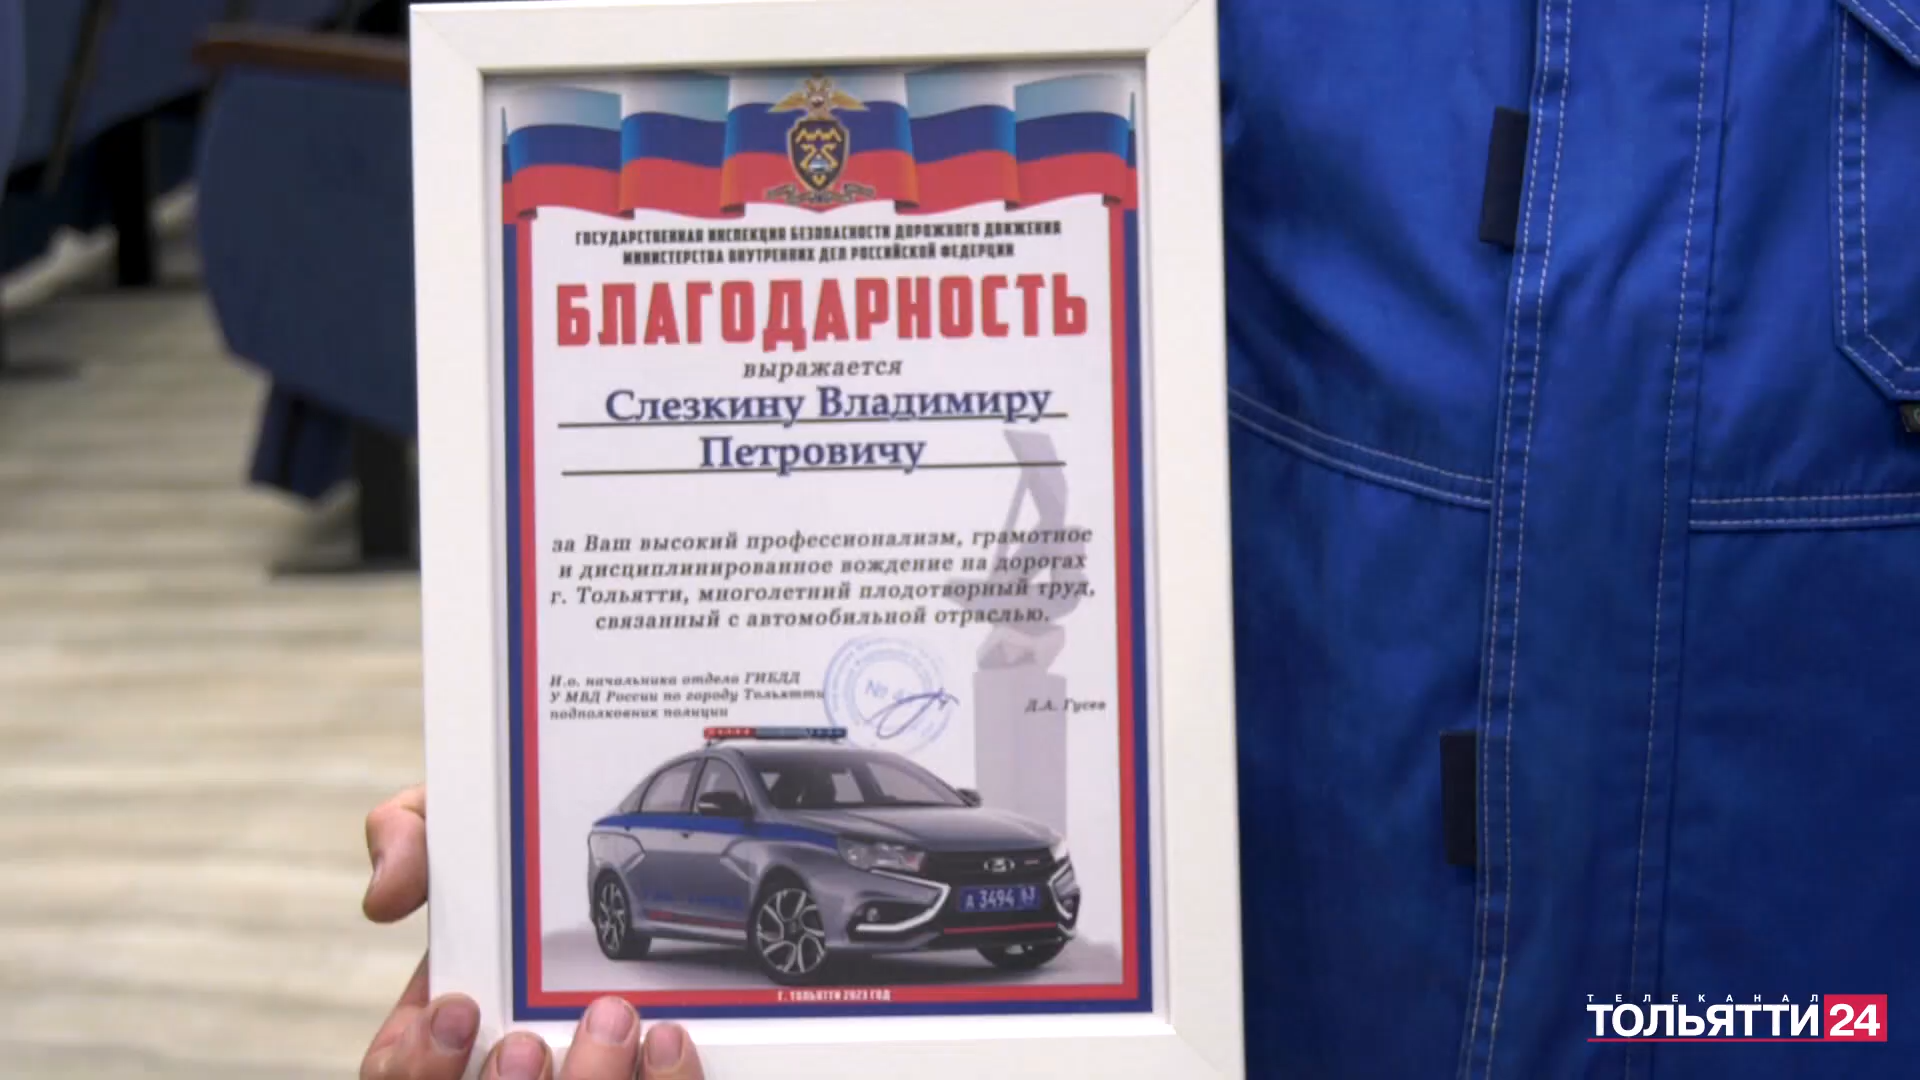 ГОСУДАРСТВЕННАЯ ИНСПЕКЦИЯ БЕЗОПАСНОСТИ ДОРОЖНОГО ДВИЖЕНИЯ
МИНИСТЕРСТВА ВНУТРЕННИХ ДЕЛ РОССИЙСКОЙ ФЕДЕРЦИИ
БЛАГОДАРНОСТЬ
выражается
Слезкину Владимиру
Петровичу
за Ваш высокий профессионализм, грамотное
и дисциплинированное вождение на дорогах
г. Тольятти, многолетний плодотворный труд,
связанный с автомобильной отраслью.
И.о. начальника отдела ГИБДД
У МВД России по городу Тольятти
подполковник полиции
Д.А. Гусев
А 3494 63
Г. ТОЛЬЯТТИ 2023 ГОД
ТЕЛЕКАНАЛ
ТОЛЬЯТТИ 24